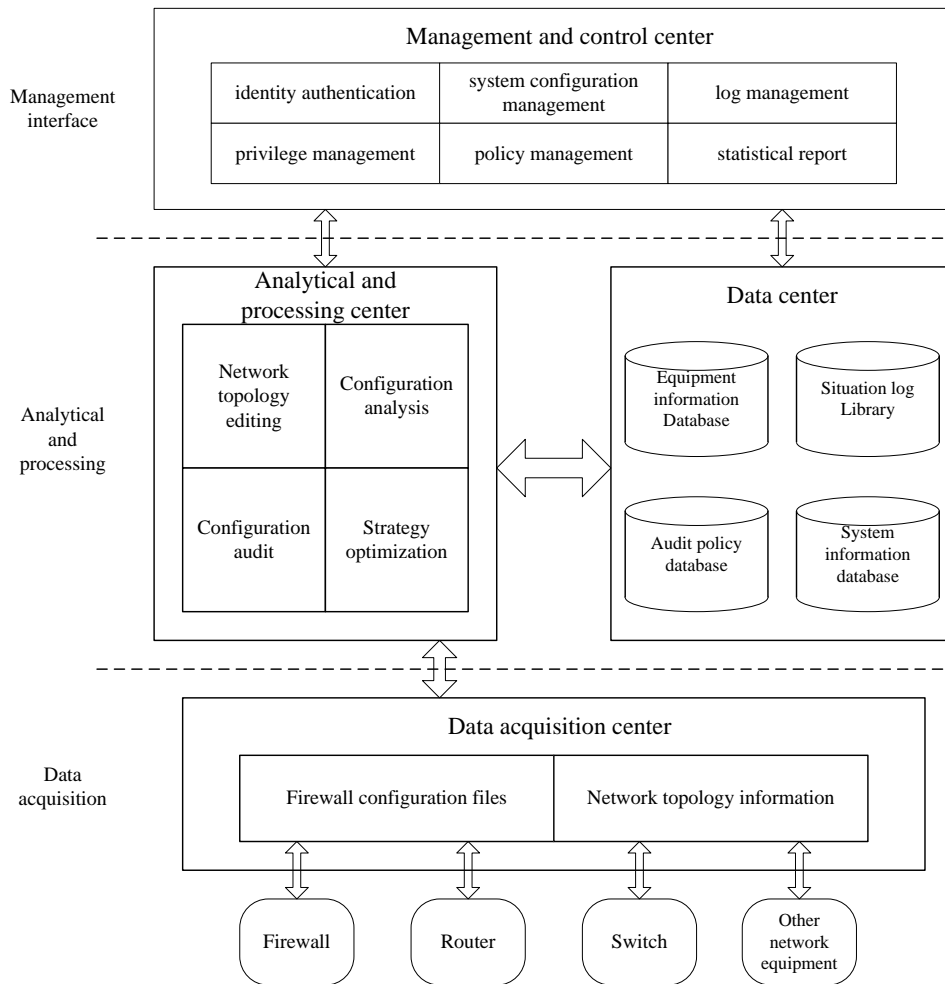 Management and control center
Management
interface
identity authentication
system configuration
management
log management
privilege management
policy management
statistical report
Analytical and
processing
Analytical and
processing center
Network
topology
editing
Configuration
analysis
Configuration
audit
Strategy
optimization
Data center
Equipment
information
Database
Situation log
Library
Audit policy
database
System
information
database
Data
acquisition
Data acquisition center
Firewall configuration files
Network topology information
Firewall
Router
Switch
Other
network
equipment